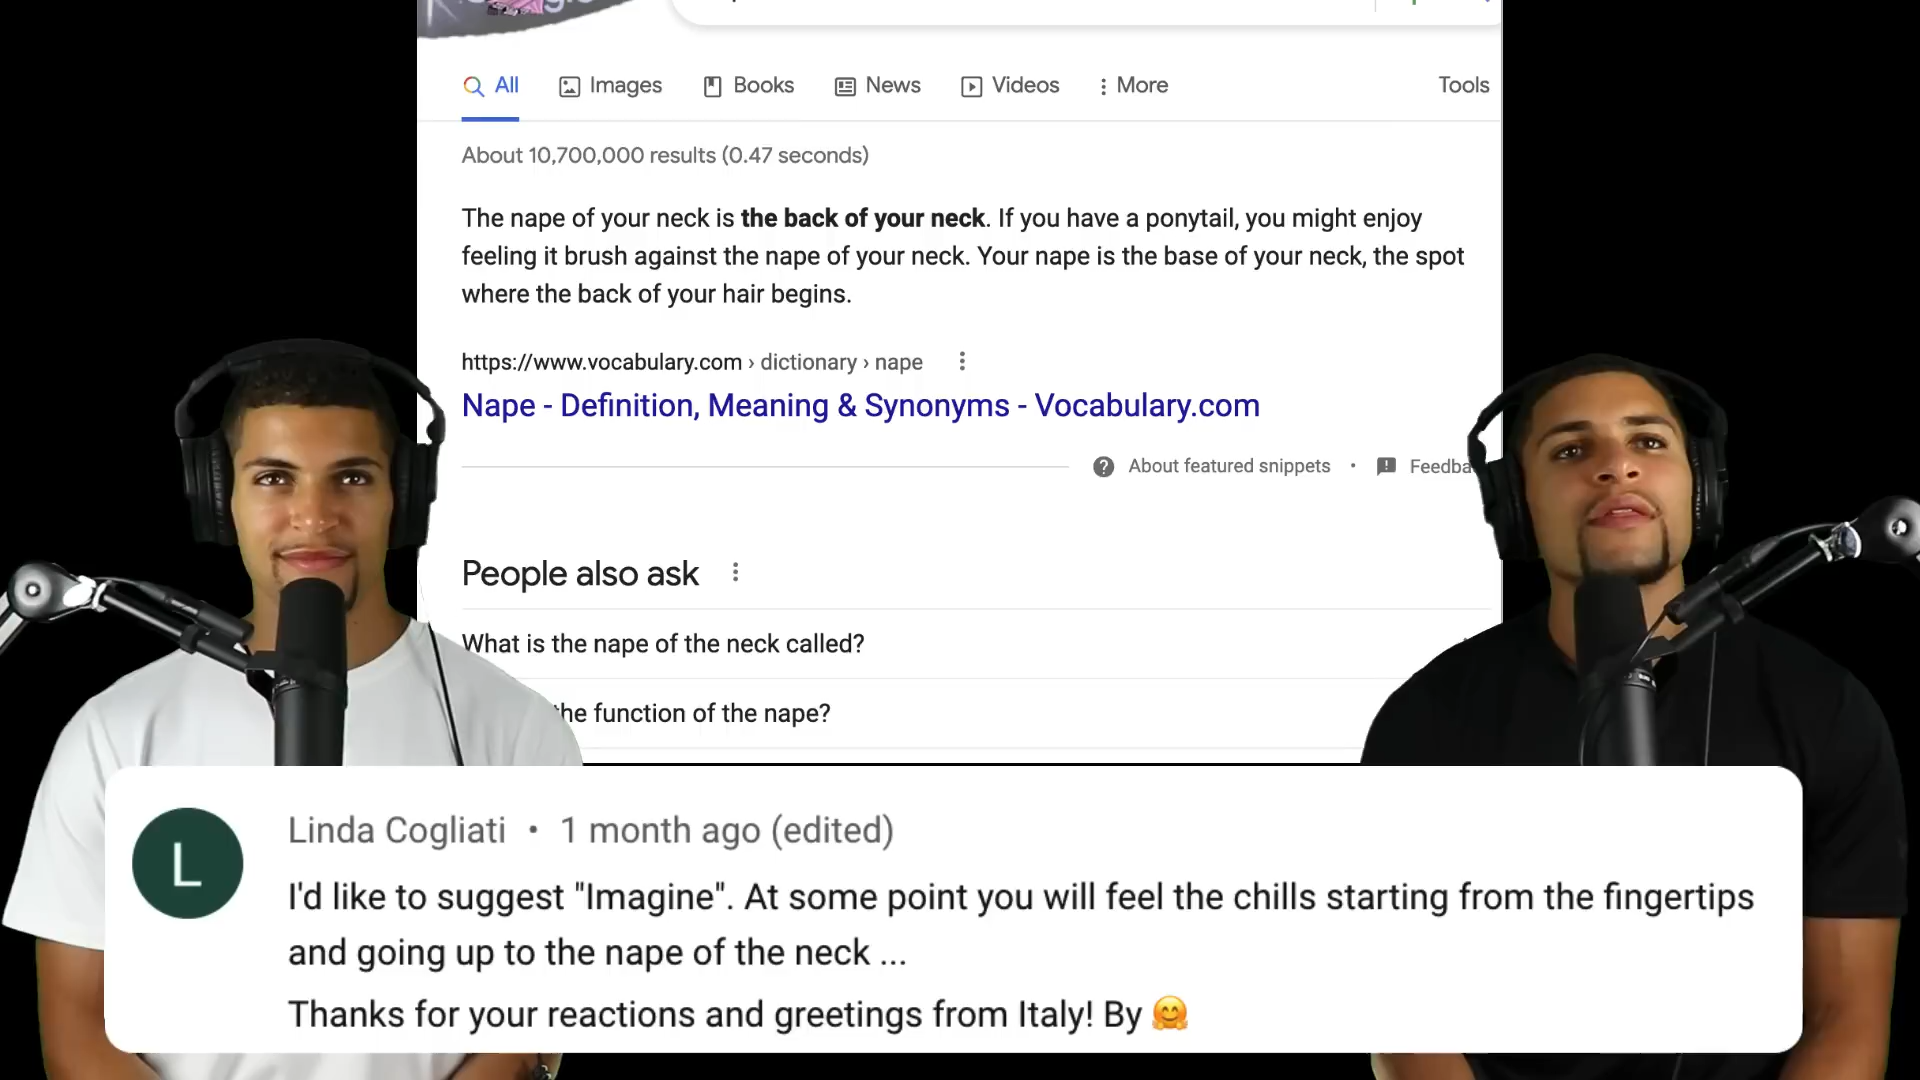 All Images Books News Videos More Tools
About 10,700,000 results (0.47 seconds)
The nape of your neck is the back of your neck. If you have a ponytail, you might enjoy
feeling it brush against the nape of your neck. Your nape is the base of your neck, the spot
where the back of your hair begins.
https://www.vocabulary.com › dictionary › nape
Nape - Definition, Meaning & Synonyms - Vocabulary.com
About featured snippets • Feedba
People also ask
What is the nape of the neck called?
he function of the nape?
L
Linda Cogliati • 1 month ago (edited)
I'd like to suggest "Imagine". At some point you will feel the chills starting from the fingertips
and going up to the nape of the neck ...
Thanks for your reactions and greetings from Italy! By 🤗